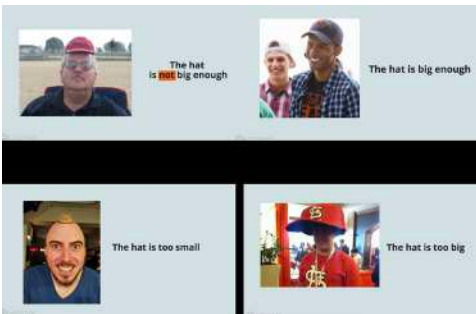 The hat
is not big enough
The hat is big enough
The hat is too small
The hat is too big